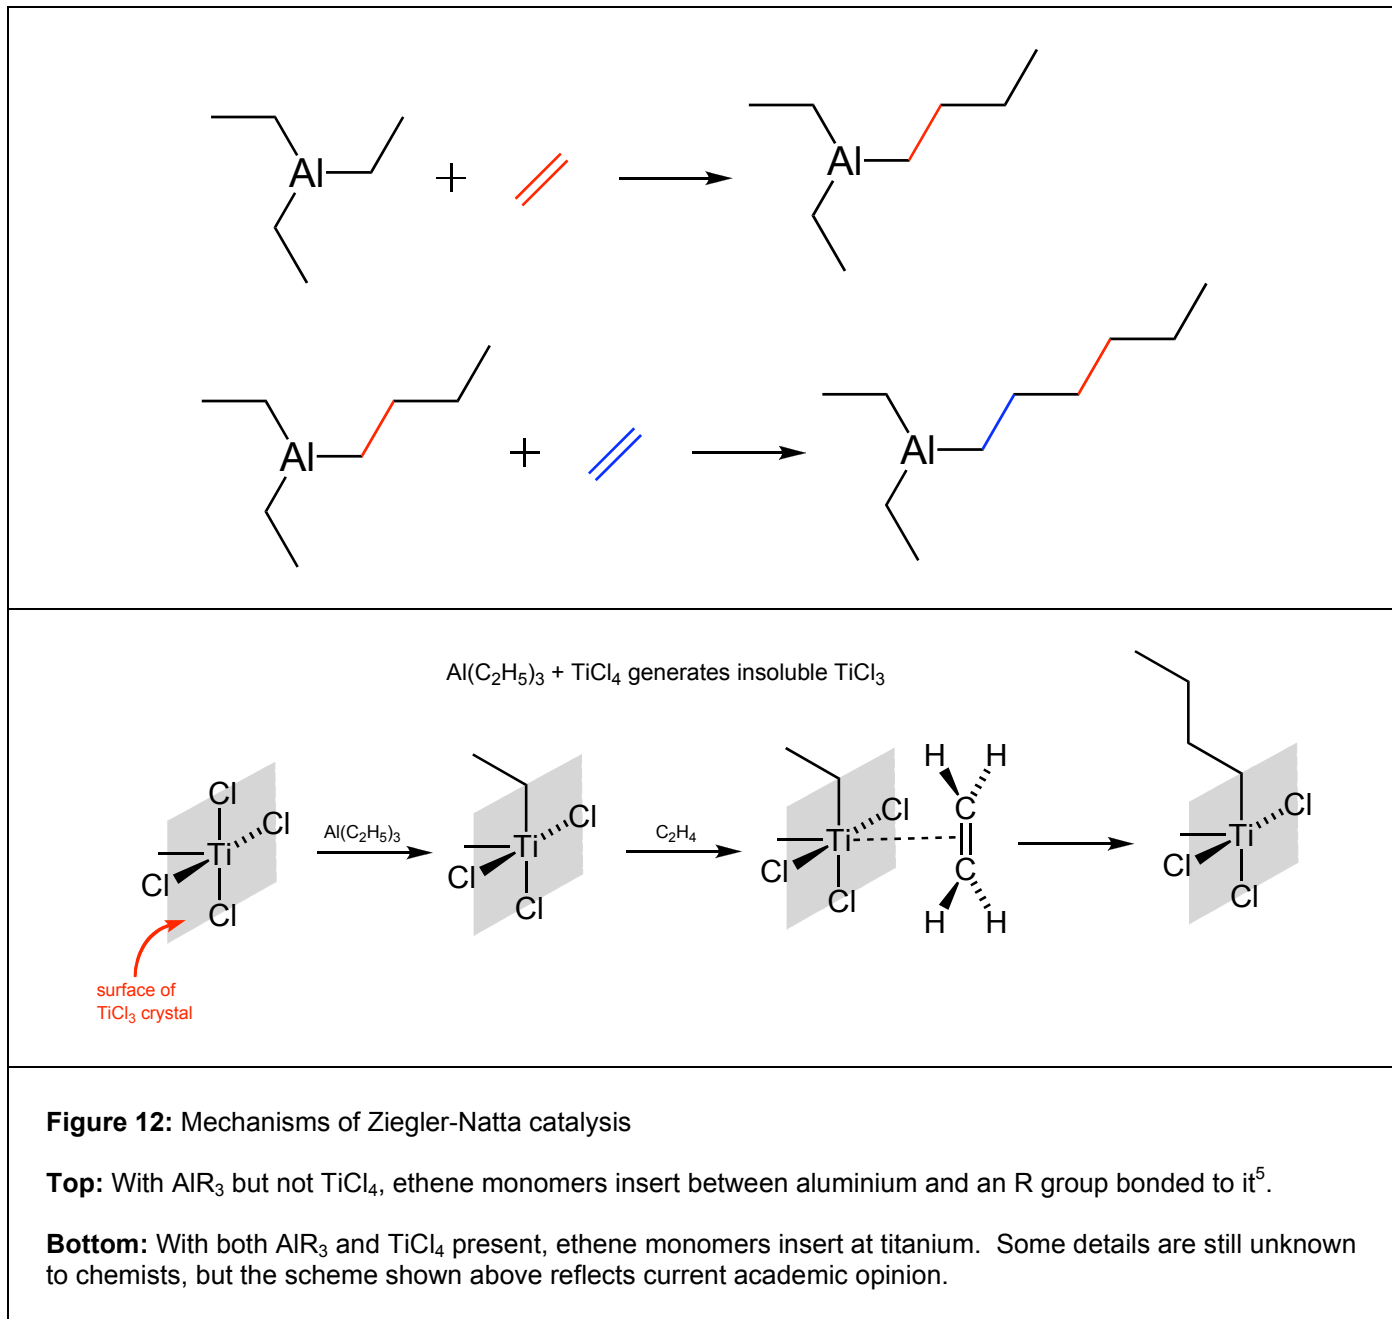 Al + Al
Al + Al
Al(C₂H₅)₃ + TiCl₄ generates insoluble TiCl₃
Cl Cl Ti Cl Cl
surface of
TiCl₃ crystal
Al(C₂H₅)₃
Cl Ti Cl Cl
C₂H₄
Cl Ti Cl Cl
H H C C H H
Cl Ti Cl Cl
Figure 12: Mechanisms of Ziegler-Natta catalysis
Top: With AlR₃ but not TiCl₄, ethene monomers insert between aluminium and an R group bonded to it⁵.
Bottom: With both AlR₃ and TiCl₄ present, ethene monomers insert at titanium. Some details are still unknown
to chemists, but the scheme shown above reflects current academic opinion.